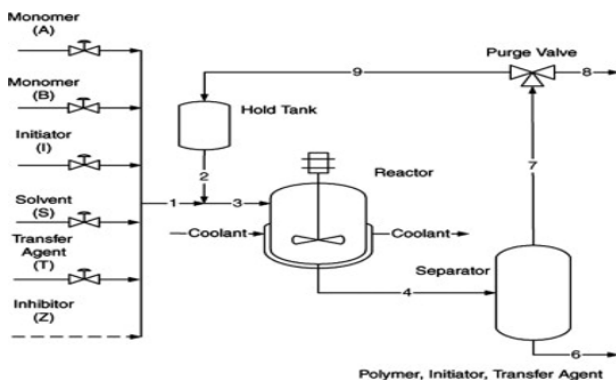 Monomer
(A)
Monomer
(B)
Initiator
(I)
Solvent
(S)
Transfer
Agent
(T)
Inhibitor
(Z)
1
2
3
Hold Tank
9
Purge Valve
8
7
Reactor
Coolant
Coolant
4
Separator
6
Polymer, Initiator, Transfer Agent